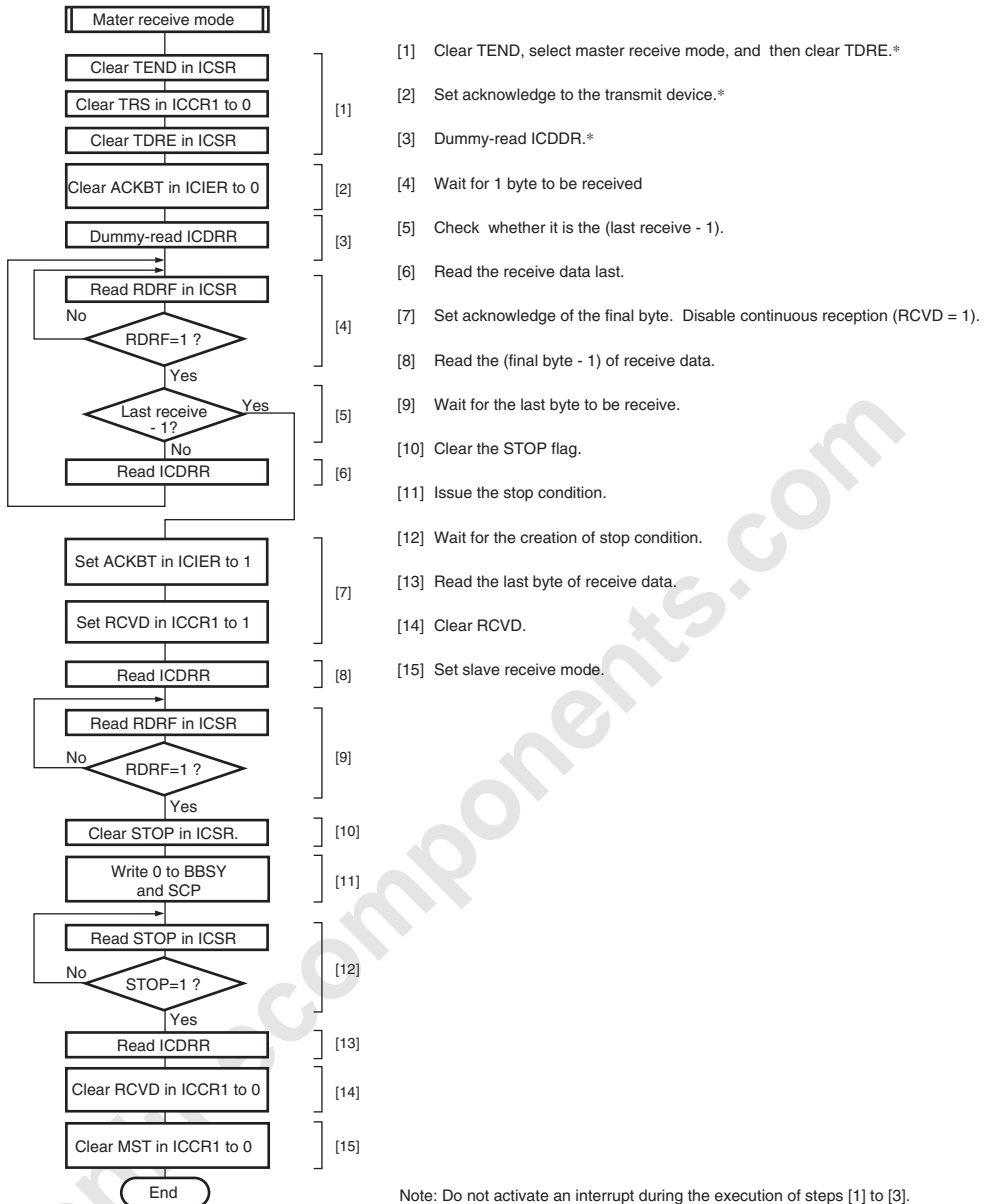 Mater receive mode
Clear TEND in ICSR
Clear TRS in ICCR1 to 0
Clear TDRE in ICSR
[1]
Clear ACKBT in ICIER to 0
[2]
Dummy-read ICDRR
[3]
Read RDRF in ICSR
No
RDRF=1 ?
[4]
Yes
Last receive
- 1?
Yes
[5]
No
Read ICDRR
[6]
Set ACKBT in ICIER to 1
[7]
Set RCVD in ICCR1 to 1
Read ICDRR
[8]
Read RDRF in ICSR
No
RDRF=1 ?
[9]
Yes
Clear STOP in ICSR.
[10]
Write 0 to BBSY
and SCP
[11]
Read STOP in ICSR
No
STOP=1 ?
[12]
Yes
Read ICDRR
[13]
Clear RCVD in ICCR1 to 0
[14]
Clear MST in ICCR1 to 0
[15]
End
[1] Clear TEND, select master receive mode, and then clear TDRE.*
[2] Set acknowledge to the transmit device.*
[3] Dummy-read ICDDR.*
[4] Wait for 1 byte to be received
[5] Check whether it is the (last receive - 1).
[6] Read the receive data last.
[7] Set acknowledge of the final byte. Disable continuous reception (RCVD = 1).
[8] Read the (final byte - 1) of receive data.
[9] Wait for the last byte to be receive.
[10] Clear the STOP flag.
[11] Issue the stop condition.
[12] Wait for the creation of stop condition.
[13] Read the last byte of receive data.
[14] Clear RCVD.
[15] Set slave receive mode.
Note: Do not activate an interrupt during the execution of steps [1] to [3].